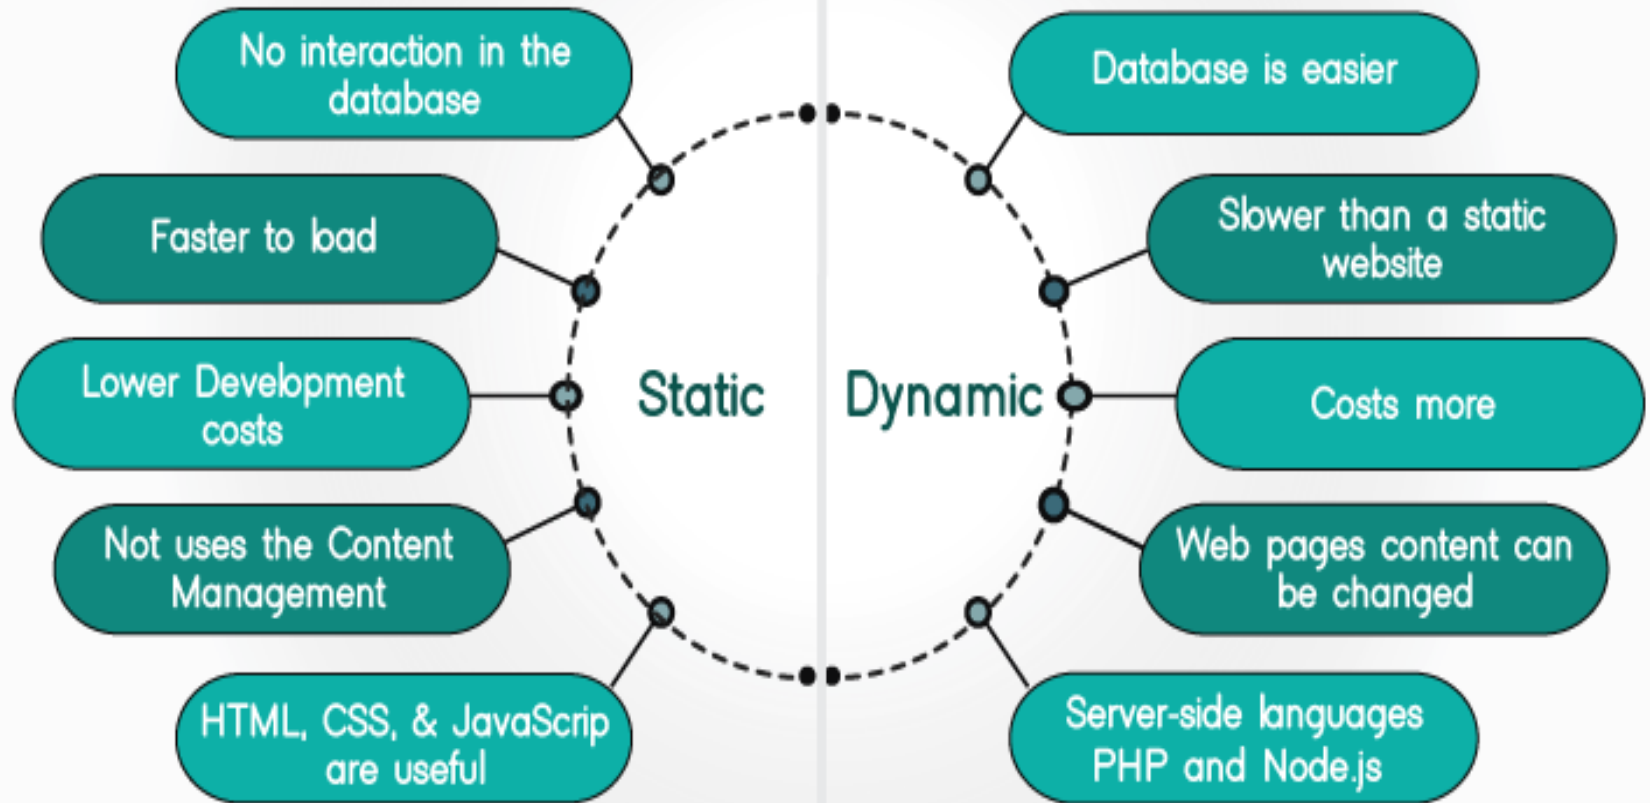 No interaction in the
database
Faster to load
Lower Development
costs
Not uses the Content
Management
HTML, CSS, & JavaScrip
are useful
Static
Dynamic
Database is easier
Slower than a static
website
Costs more
Web pages content can
be changed
Server-side languages
PHP and Node.js